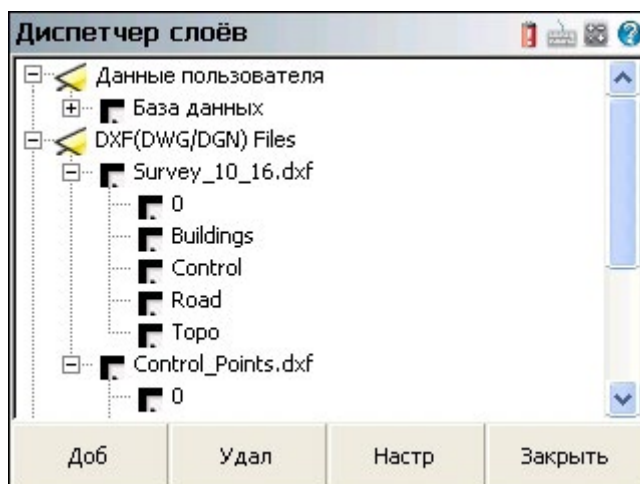 Диспетчер слоёв
Данные пользователя
База данных
DXF(DWG/DGN) Files
Survey_10_16.dxf
0
Buildings
Control
Road
Topo
Control_Points.dxf
0
Доб Удал Настр Закрыть